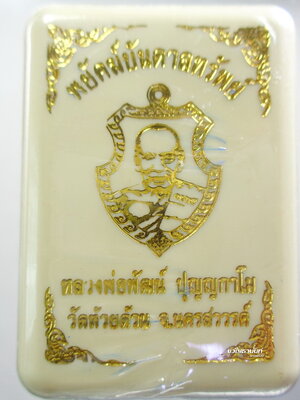 พยัคฆ์บันดาลทรัพย์
หลวงพ่อพัฒน์ ปุญฺญกาโม
วัดห้วยด้วน จ.นครสวรรค์